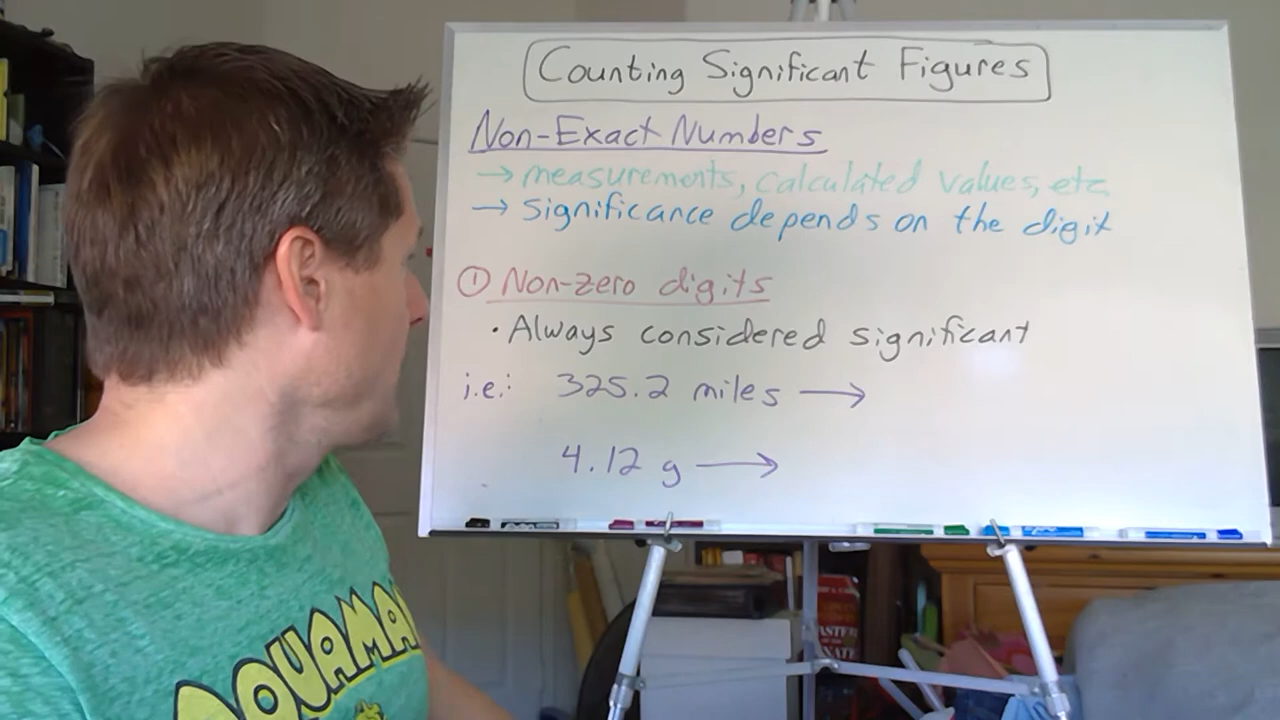 Counting Significant Figures
Non-Exact Numbers
→ measurements, calculated values, etc
→ significance depends on the digit
① Non-zero digits
• Always considered significant
i.e: 325.2 miles →
4.12 g →